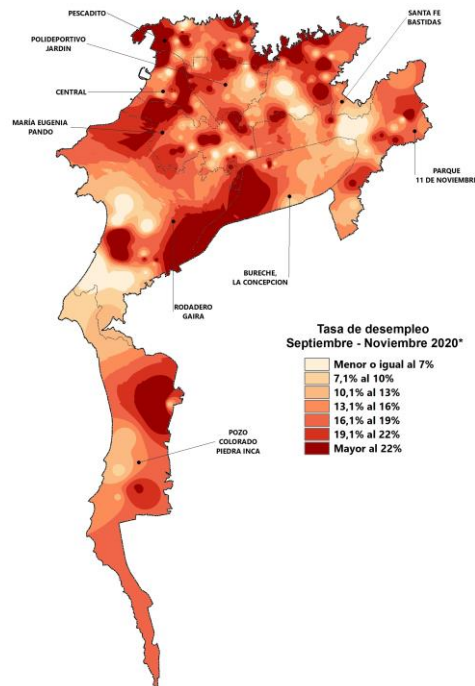 PESCADITO
POLIDEPORTIVO
JARDIN
CENTRAL
MARÍA EUGENIA
PANDO
SANTA FE
BASTIDAS
PARQUE
11 DE NOVIEMBRE
BURECHE,
LA CONCEPCION
RODADERO
GAIRA
Tasa de desempleo
Septiembre - Noviembre 2020*
Menor o igual al 7%
7,1% al 10%
10,1% al 13%
13,1% al 16%
16,1% al 19%
19,1% al 22%
Mayor al 22%
POZO
COLORADO
PIEDRA INCA